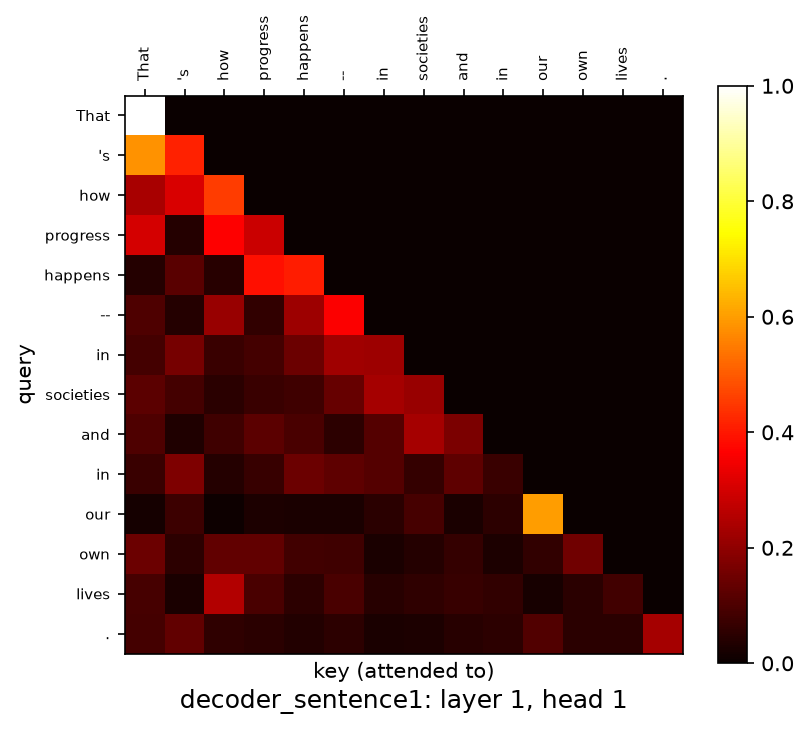 That 's how progress happens -- in societies and in our own lives .
That
's
how
progress
happens
--
in
societies
and
in
our
own
lives
.
query
key (attended to)
decoder_sentence1: layer 1, head 1
1.0
0.8
0.6
0.4
0.2
0.0